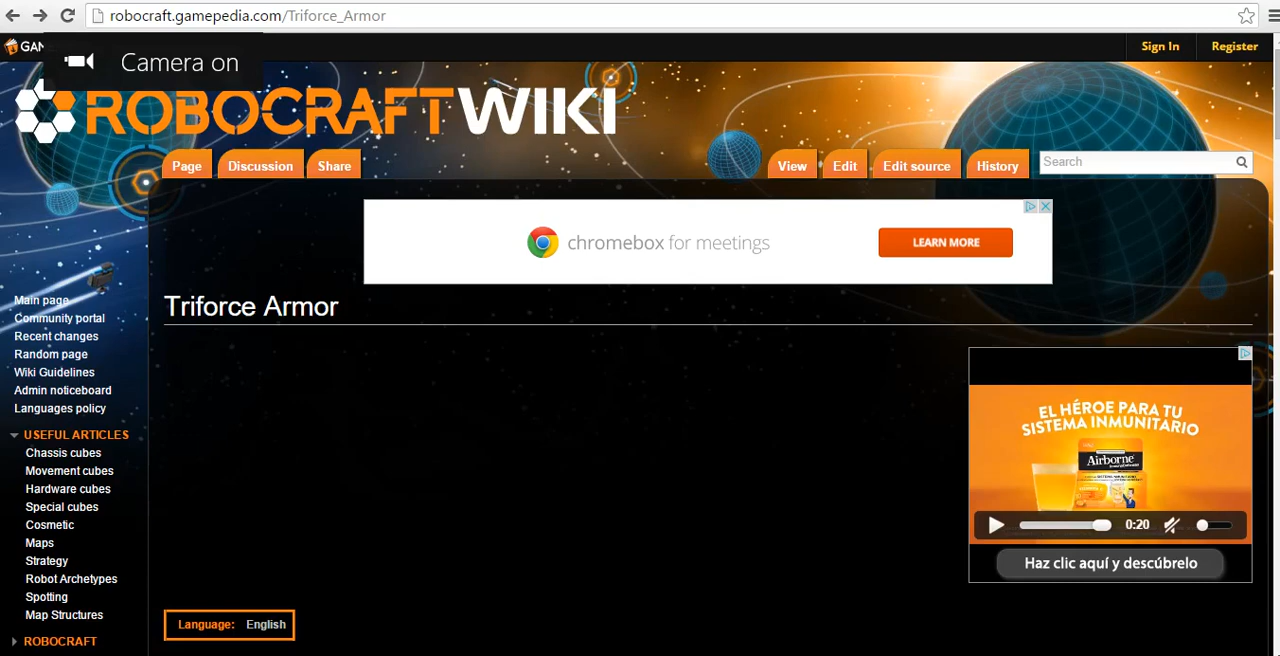 robocraft.gamepedia.com/Triforce_Armor
Sign In
Register
Camera on
ROBOCRAFTWIKI
Page
Discussion
Share
View
Edit
Edit source
History
Search
chromebox for meetings
LEARN MORE
Triforce Armor
Main page
Community portal
Recent changes
Random page
Wiki Guidelines
Admin noticeboard
Languages policy
USEFUL ARTICLES
Chassis cubes
Movement cubes
Hardware cubes
Special cubes
Cosmetic
Maps
Strategy
Robot Archetypes
Spotting
Map Structures
ROBOCRAFT
EL HÉROE PARA TU
SISTEMA INMUNITARIO
Airborne
0:20
Haz clic aquí y descúbrelo
Language: English